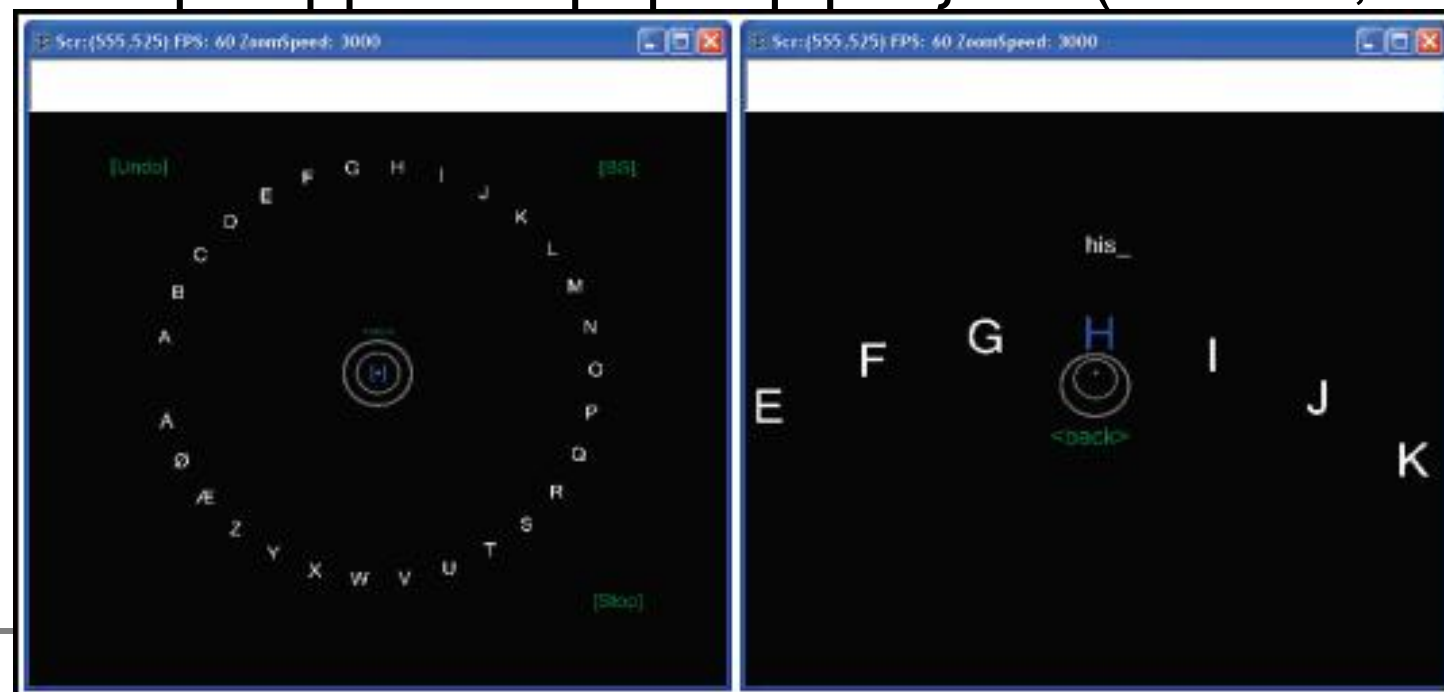 Scr:(555,525) FPS: 60 ZoomSpeed: 3000
[Undo]
[BS]
A B C D E F G H I J K L M N O P Q R S T U V W X Y Z Æ Ø A
[+]
[Stop]
Scr:(555,525) FPS: 60 ZoomSpeed: 3000
his_
E F G H I J K
<back>